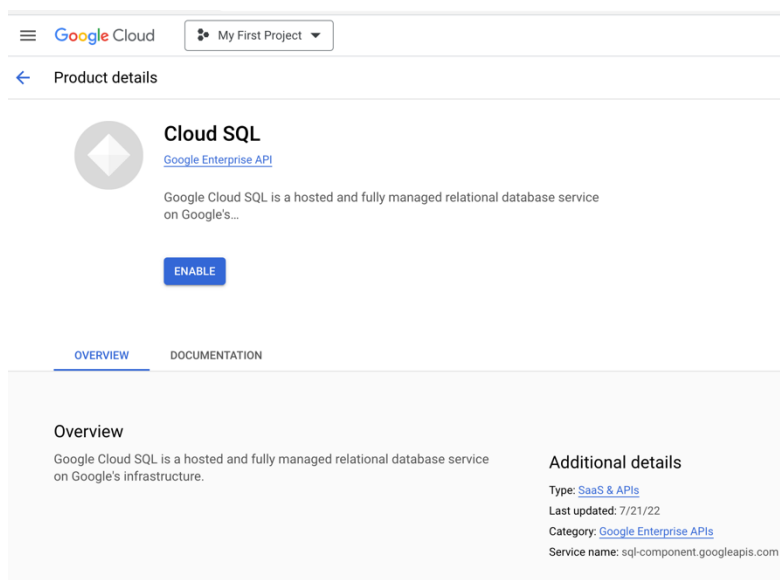 Google Cloud
My First Project
Product details
Cloud SQL
Google Enterprise API
Google Cloud SQL is a hosted and fully managed relational database service
on Google's...
ENABLE
OVERVIEW
DOCUMENTATION
Overview
Google Cloud SQL is a hosted and fully managed relational database service
on Google's infrastructure.
Additional details
Type: SaaS & APIs
Last updated: 7/21/22
Category: Google Enterprise APIs
Service name: sql-component.googleapis.com